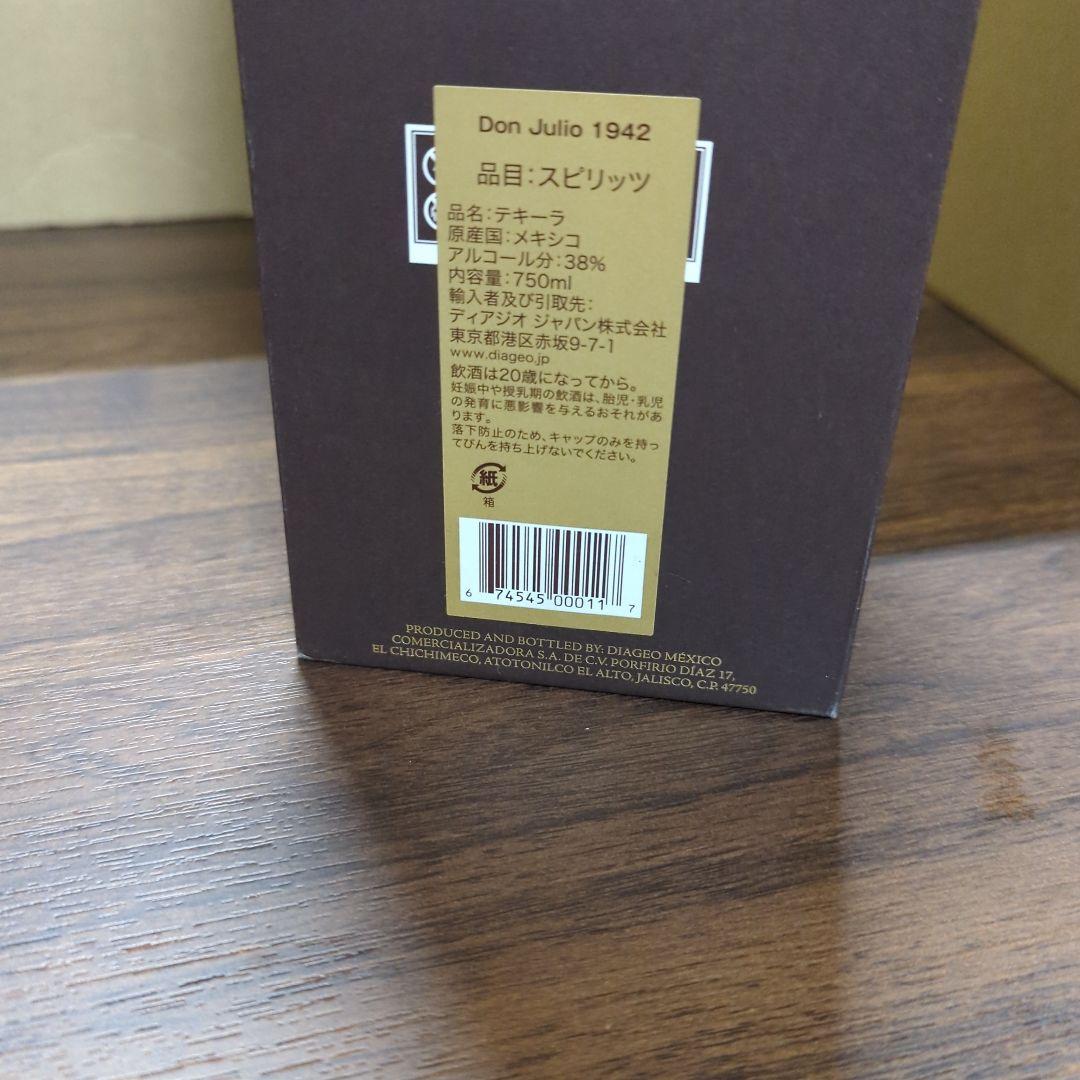 Don Julio 1942
品目：スピリッツ
品名：テキーラ
原産国：メキシコ
アルコール分：38%
内容量：750ml
輸入者及び引取先：
ディアジオ ジャパン株式会社
東京都港区赤坂9-7-1
www.diageo.jp
飲酒は20歳になってから。
妊娠中や授乳期の飲酒は、胎児・乳児
の発育に悪影響を与えるおそれがあ
ります。
落下防止のため、キャップのみを持っ
てびんを持ち上げないでください。
紙
箱
6 74545 00011 7
PRODUCED AND BOTTLED BY: DIAGEO MÉXICO
COMERCIALIZADORA S.A. DE C.V. PORFIRIO DÍAZ 17,
EL CHICHIMECO, ATOTONILCO EL ALTO, JALISCO, C.P. 47750